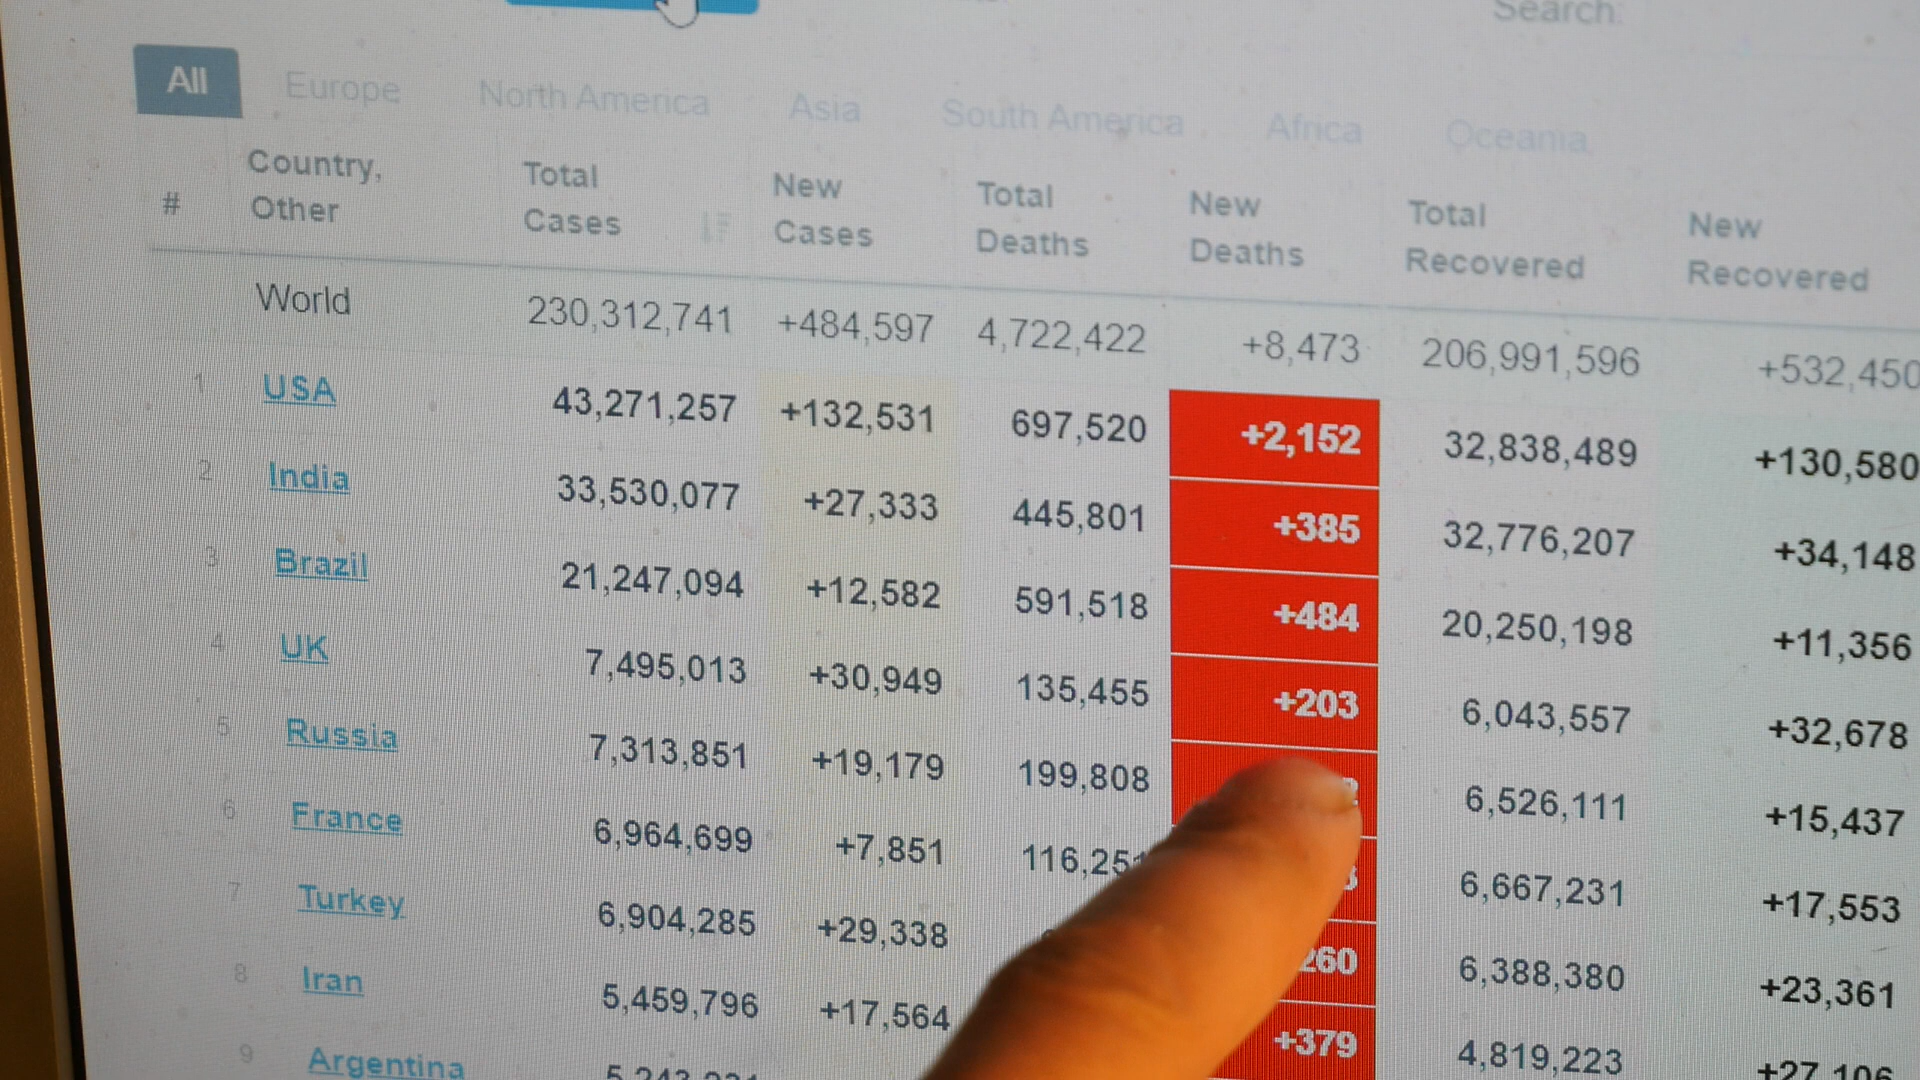 Search:
All Europe North America Asia South America Africa Oceania
# Country, Other Total Cases New Cases Total Deaths New Deaths Total Recovered New Recovered
World 230,312,741 +484,597 4,722,422 +8,473 206,991,596 +532,450
1 USA 43,271,257 +132,531 697,520 +2,152 32,838,489 +130,580
2 India 33,530,077 +27,333 445,801 +385 32,776,207 +34,148
3 Brazil 21,247,094 +12,582 591,518 +484 20,250,198 +11,356
4 UK 7,495,013 +30,949 135,455 +203 6,043,557 +32,678
5 Russia 7,313,851 +19,179 199,808 6,526,111 +15,437
6 France 6,964,699 +7,851 116,251 6,667,231 +17,553
7 Turkey 6,904,285 +29,338 260 6,388,380 +23,361
8 Iran 5,459,796 +17,564 +379 4,819,223 +27,106
9 Argentina